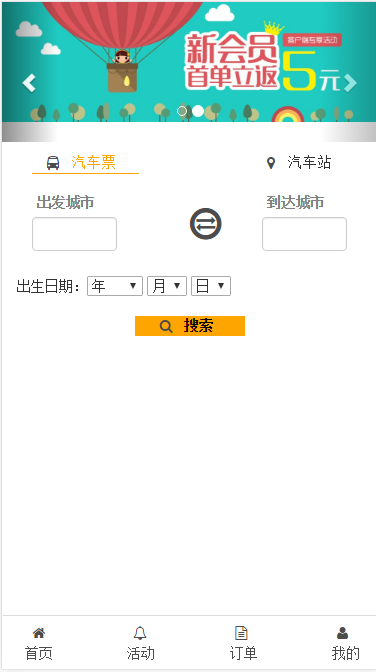 新会员
客户端专享活动
首单立返5元
汽车票 汽车站
出发城市 到达城市
出生日期：年 月 日
搜索
首页 活动 订单 我的